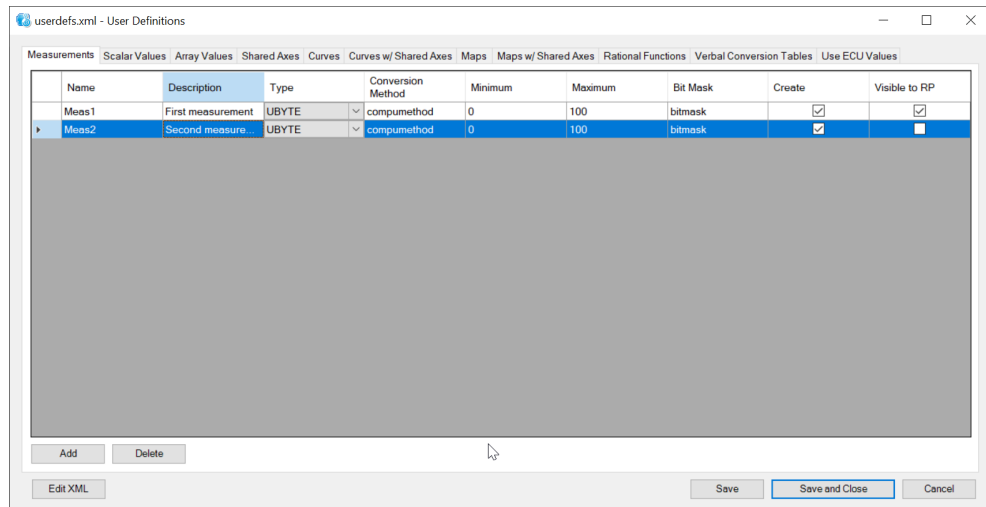 userdefs.xml - User Definitions
Measurements Scalar Values Array Values Shared Axes Curves Curves w/ Shared Axes Maps Maps w/ Shared Axes Rational Functions Verbal Conversion Tables Use ECU Values
Name Description Type Conversion Method Minimum Maximum Bit Mask Create Visible to RP
Meas1 First measurement UBYTE compumethod 0 100 bitmask
Meas2 Second measure... UBYTE compumethod 0 100 bitmask
Add Delete
Edit XML Save Save and Close Cancel